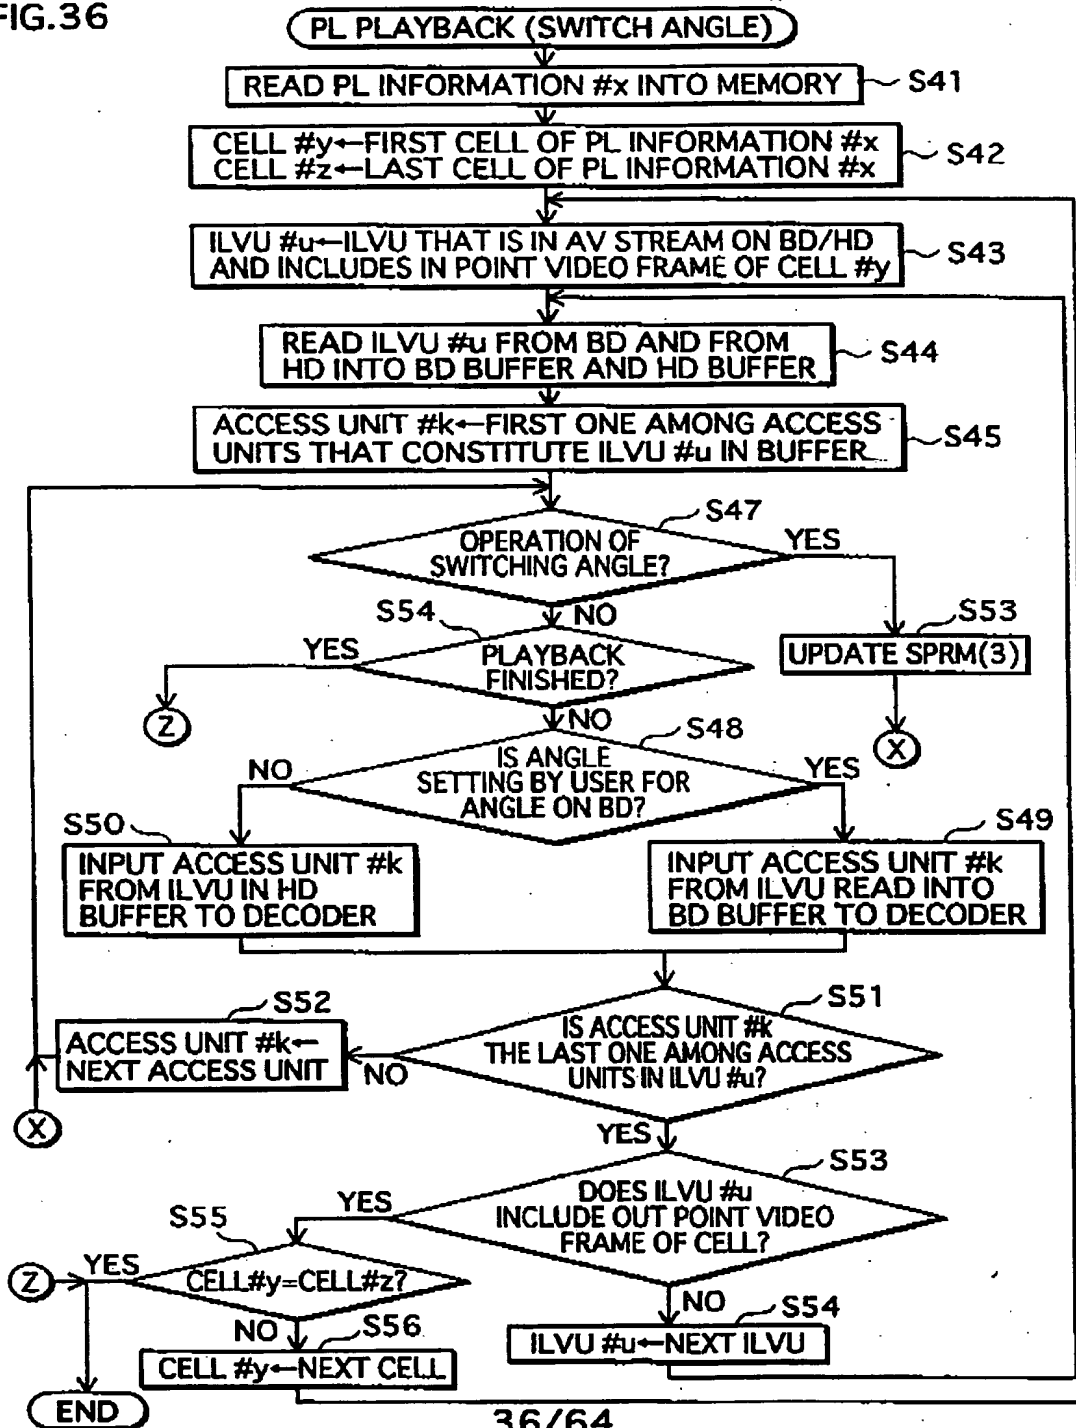 FIG.36
PL PLAYBACK (SWITCH ANGLE)
READ PL INFORMATION #x INTO MEMORY
S41
CELL #y←FIRST CELL OF PL INFORMATION #x
CELL #z←LAST CELL OF PL INFORMATION #x
S42
ILVU #u←ILVU THAT IS IN AV STREAM ON BD/HD
AND INCLUDES IN POINT VIDEO FRAME OF CELL #y
S43
READ ILVU #u FROM BD AND FROM
HD INTO BD BUFFER AND HD BUFFER
S44
ACCESS UNIT #k←FIRST ONE AMONG ACCESS
UNITS THAT CONSTITUTE ILVU #u IN BUFFER
S45
S47
OPERATION OF
SWITCHING ANGLE?
YES
NO
S53
UPDATE SPRM(3)
X
S54
PLAYBACK
FINISHED?
YES
Z
NO
S48
IS ANGLE
SETTING BY USER FOR
ANGLE ON BD?
NO
YES
S50
INPUT ACCESS UNIT #k
FROM ILVU IN HD
BUFFER TO DECODER
S49
INPUT ACCESS UNIT #k
FROM ILVU READ INTO
BD BUFFER TO DECODER
S51
IS ACCESS UNIT #k
THE LAST ONE AMONG ACCESS
UNITS IN ILVU #u?
NO
S52
ACCESS UNIT #k←
NEXT ACCESS UNIT
X
YES
S53
DOES ILVU #u
INCLUDE OUT POINT VIDEO
FRAME OF CELL?
YES
S55
CELL#y=CELL#z?
YES
Z
NO
NO
S54
ILVU #u←NEXT ILVU
S56
CELL #y←NEXT CELL
END
36/64